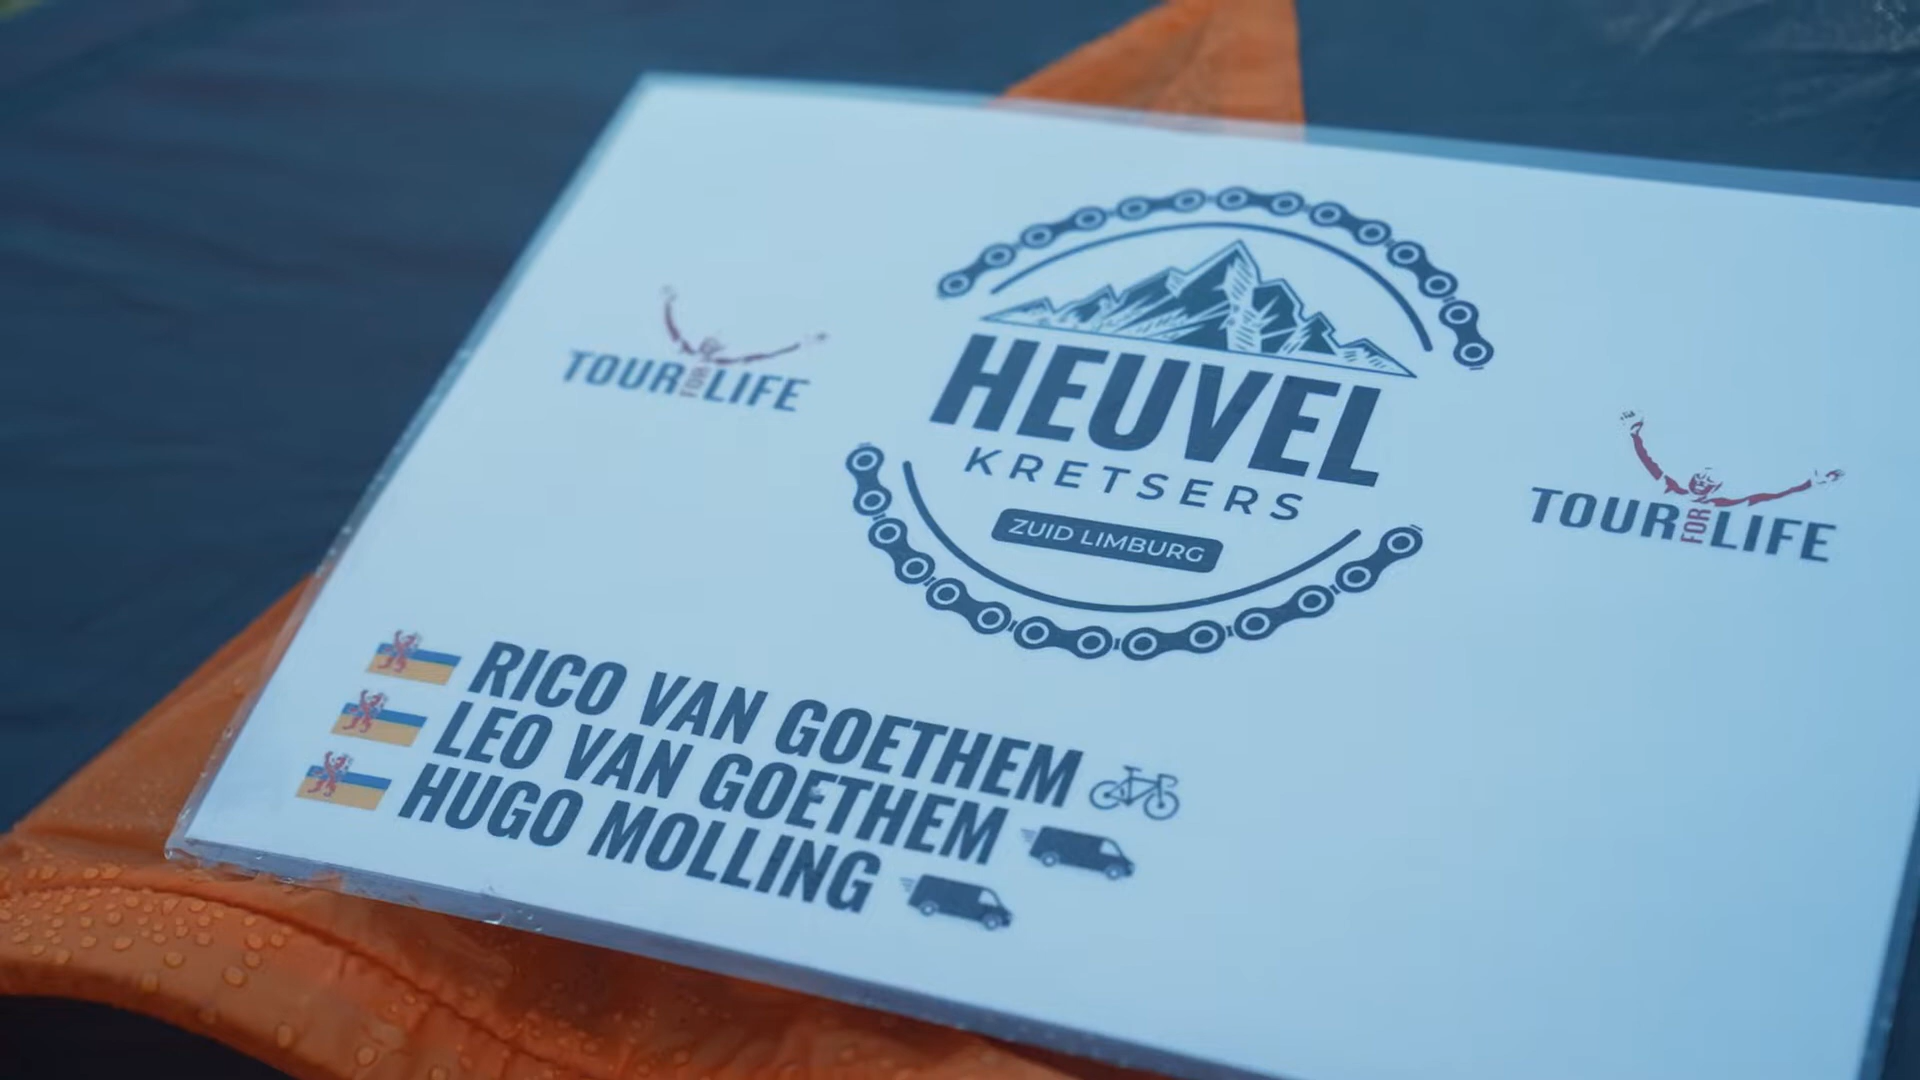 HEUVEL
KRETSERS
ZUID LIMBURG
TOUR FOR LIFE
TOUR FOR LIFE
RICO VAN GOETHEM
LEO VAN GOETHEM
HUGO MOLLING